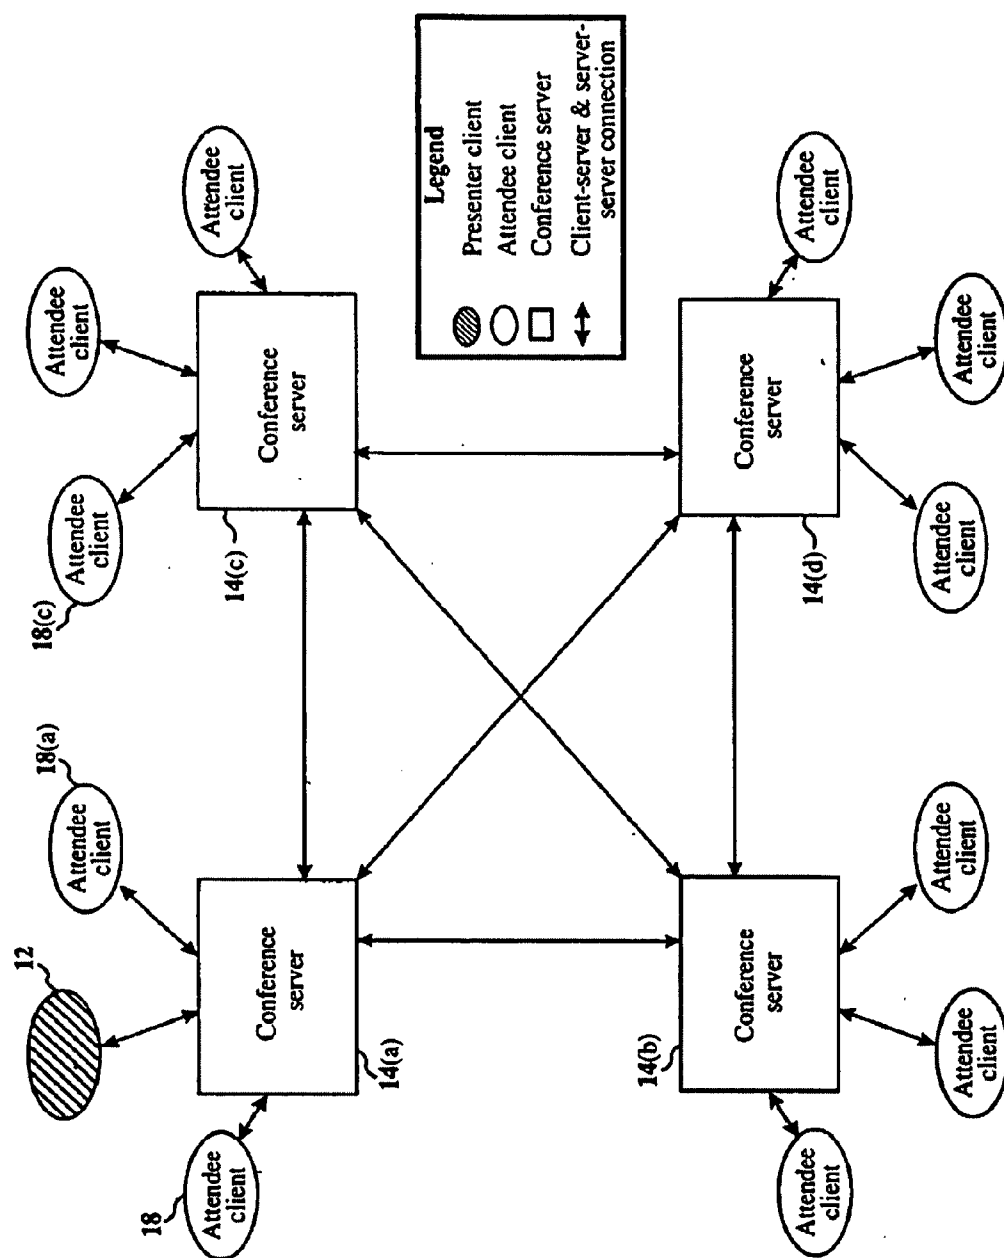 12
18(a)
18(c)
Attendee
client
Attendee
client
Attendee
client
18
Attendee
client
Attendee
client
14(c)
Conference
server
Conference
server
14(a)
Legend
Presenter client
Attendee client
Conference server
Client-server & server-
server connection
14(b)
Conference
server
Conference
server
14(d)
Attendee
client
Attendee
client
Attendee
client
Attendee
client
Attendee
client
Attendee
client